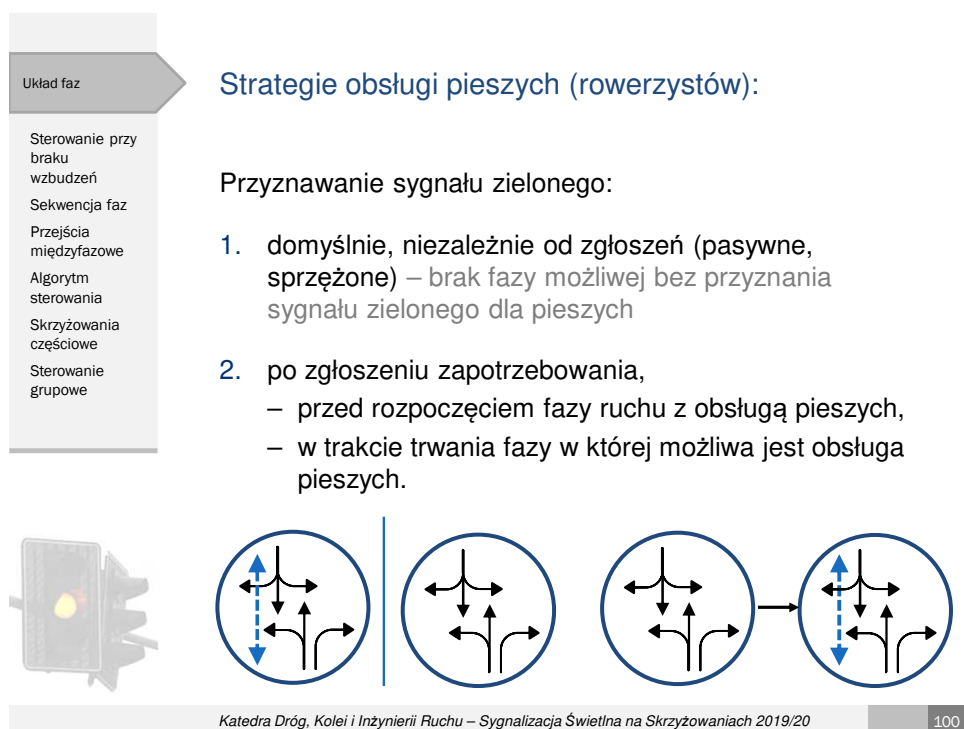 Układ faz
Sterowanie przy
braku
wzbudzeń
Sekwencja faz
Przejścia
międzyfazowe
Algorytm
sterowania
Skrzyżowania
częściowe
Sterowanie
grupowe
Strategie obsługi pieszych (rowerzystów):
Przyznawanie sygnału zielonego:
1. domyślnie, niezależnie od zgłoszeń (pasywne,
sprzężone) – brak fazy możliwej bez przyznania
sygnału zielonego dla pieszych
2. po zgłoszeniu zapotrzebowania,
– przed rozpoczęciem fazy ruchu z obsługą pieszych,
– w trakcie trwania fazy w której możliwa jest obsługa
pieszych.
Katedra Dróg, Kolei i Inżynierii Ruchu – Sygnalizacja Świetlna na Skrzyżowaniach 2019/20
100